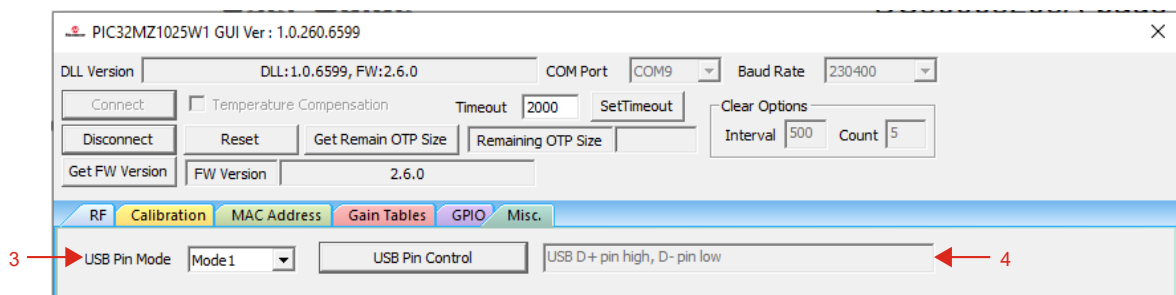 PIC32MZ1025W1 GUI Ver : 1.0.260.6599
DLL Version DLL:1.0.6599, FW:2.6.0 COM Port COM9 Baud Rate 230400
Connect Temperature Compensation Timeout 2000 SetTimeout Clear Options
Disconnect Reset Get Remain OTP Size Remaining OTP Size Interval 500 Count 5
Get FW Version FW Version 2.6.0
RF Calibration MAC Address Gain Tables GPIO Misc.
3 USB Pin Mode Mode1 USB Pin Control USB D+ pin high, D- pin low 4